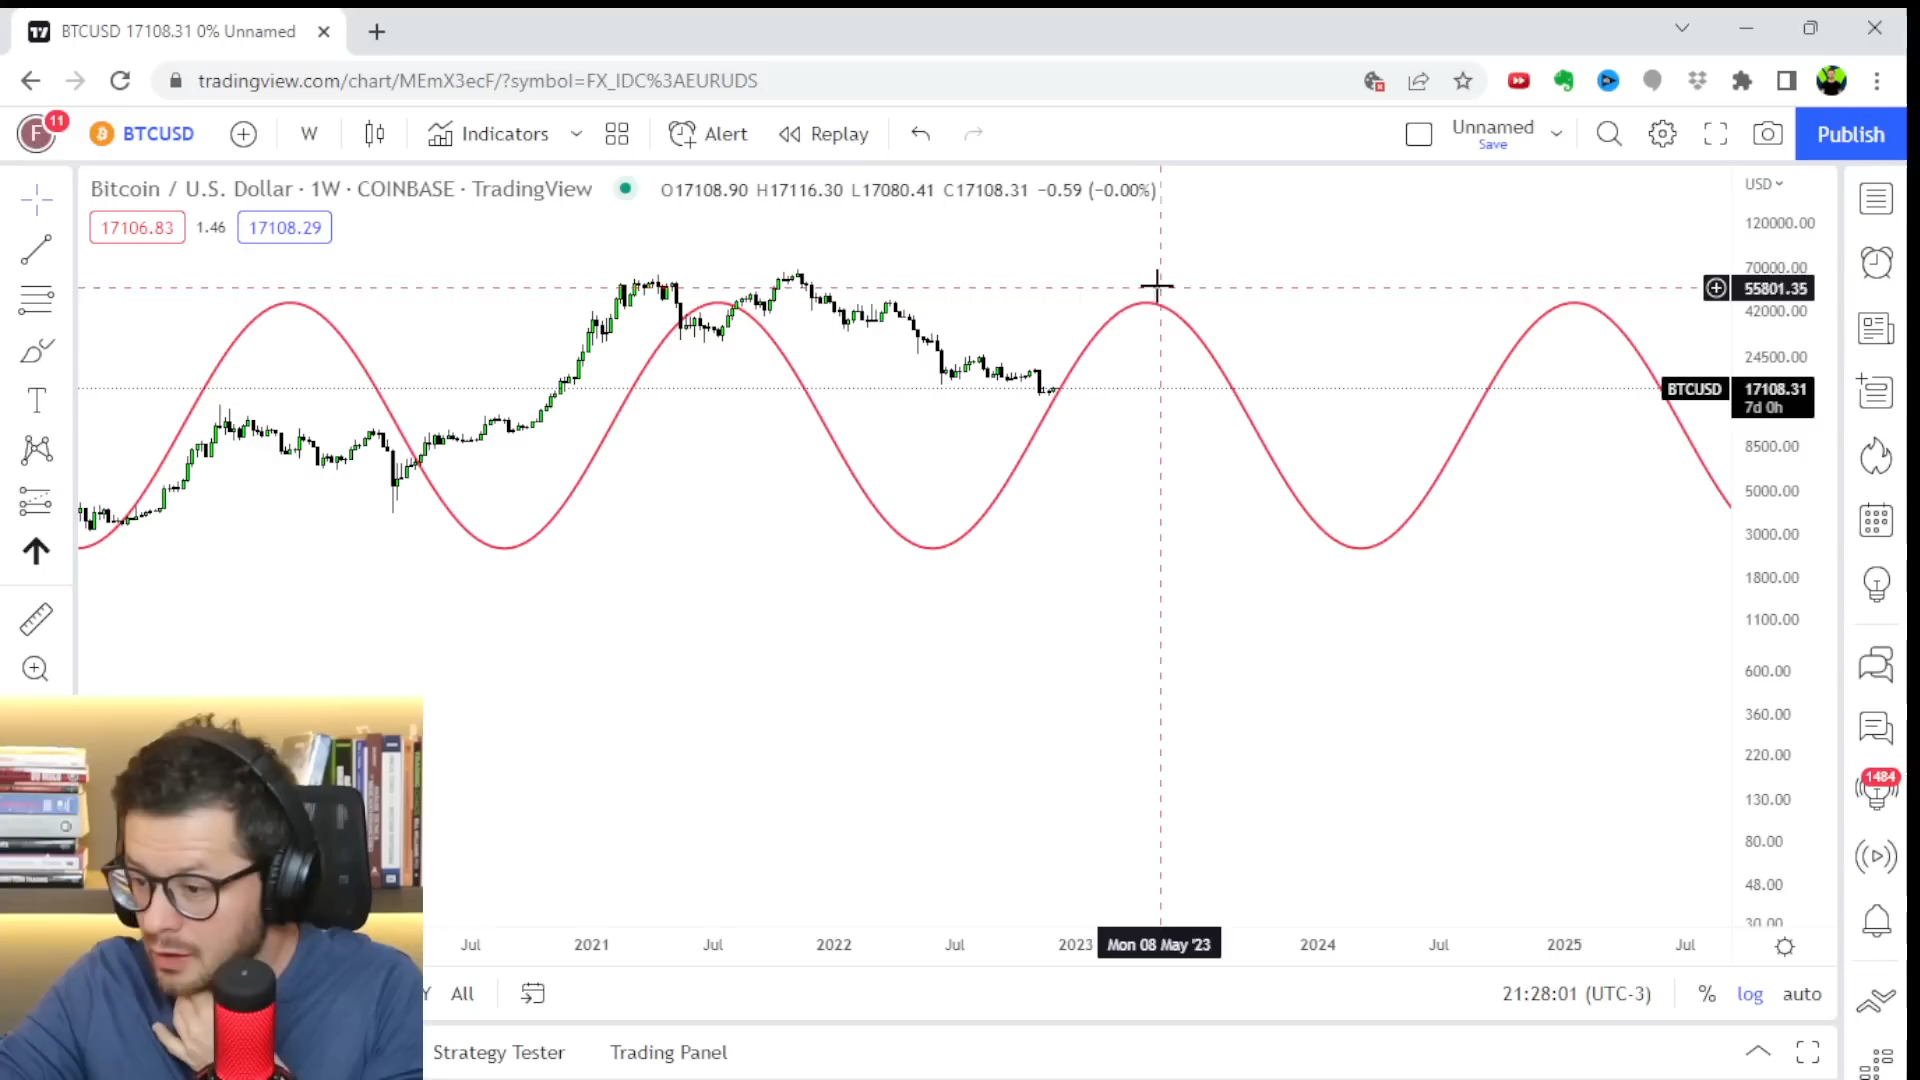 BTCUSD 17108.31 0% Unnamed
tradingview.com/chart/MEmX3ecF/?symbol=FX_IDC%3AEURUDS
F 11 BTCUSD W Indicators Alert Replay Unnamed Publish
Save
Bitcoin / U.S. Dollar · 1W · COINBASE · TradingView O17108.90 H17116.30 L17080.41 C17108.31 −0.59 (−0.00%) USD
17106.83 1.46 17108.29
120000.00
70000.00
55801.35
42000.00
24500.00
BTCUSD 17108.31
7d 0h
8500.00
5000.00
3000.00
1800.00
1100.00
600.00
360.00
220.00
1484
130.00
80.00
48.00
30.00
Jul 2021 Jul 2022 Jul 2023 Mon 08 May '23 2024 Jul 2025 Jul
Y All 21:28:01 (UTC-3) % log auto
Strategy Tester Trading Panel